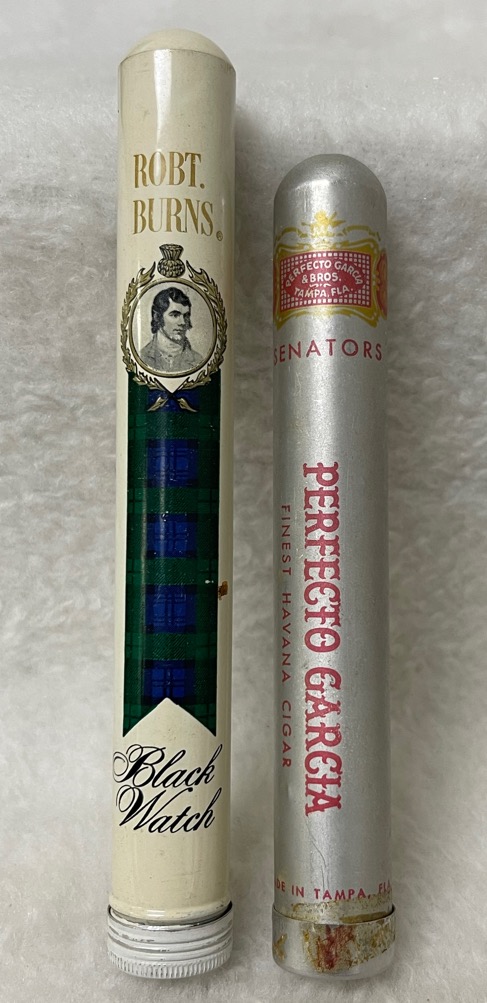 ROBT.
BURNS®
Black
Watch
PERFECTO GARCIA
& BROS.
TAMPA, FLA.
SENATORS
PERFECTO GARCIA
FINEST HAVANA CIGAR
DE IN TAMPA, FLA